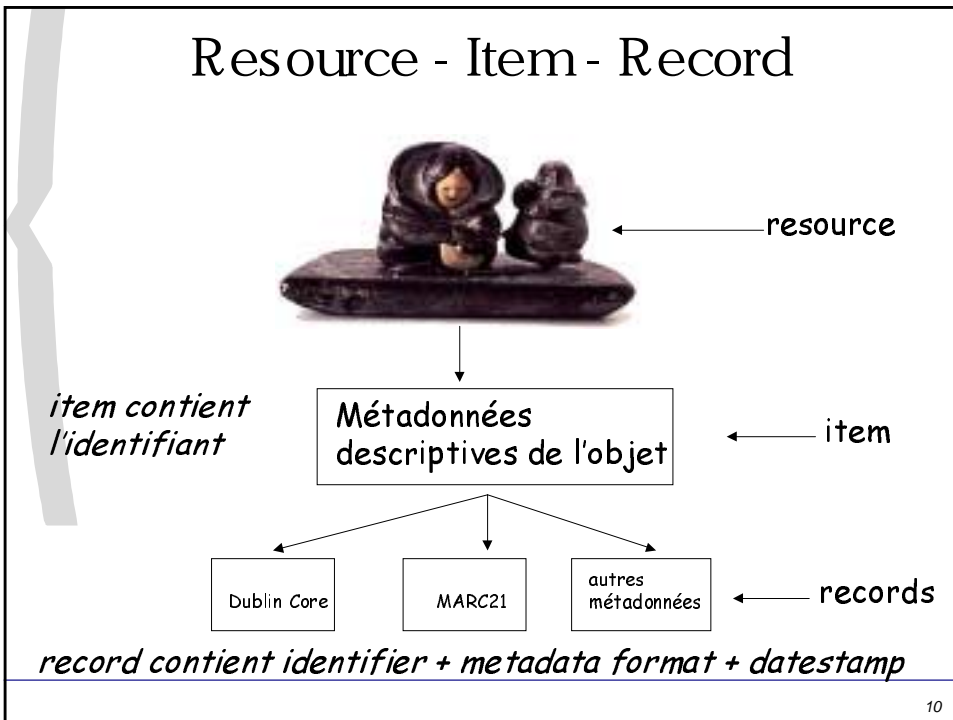 Resource - Item - Record
resource
item contient
l'identifiant
Métadonnées
descriptives de l'objet
item
Dublin Core
MARC21
autres
métadonnées
records
record contient identifier + metadata format + datestamp
10